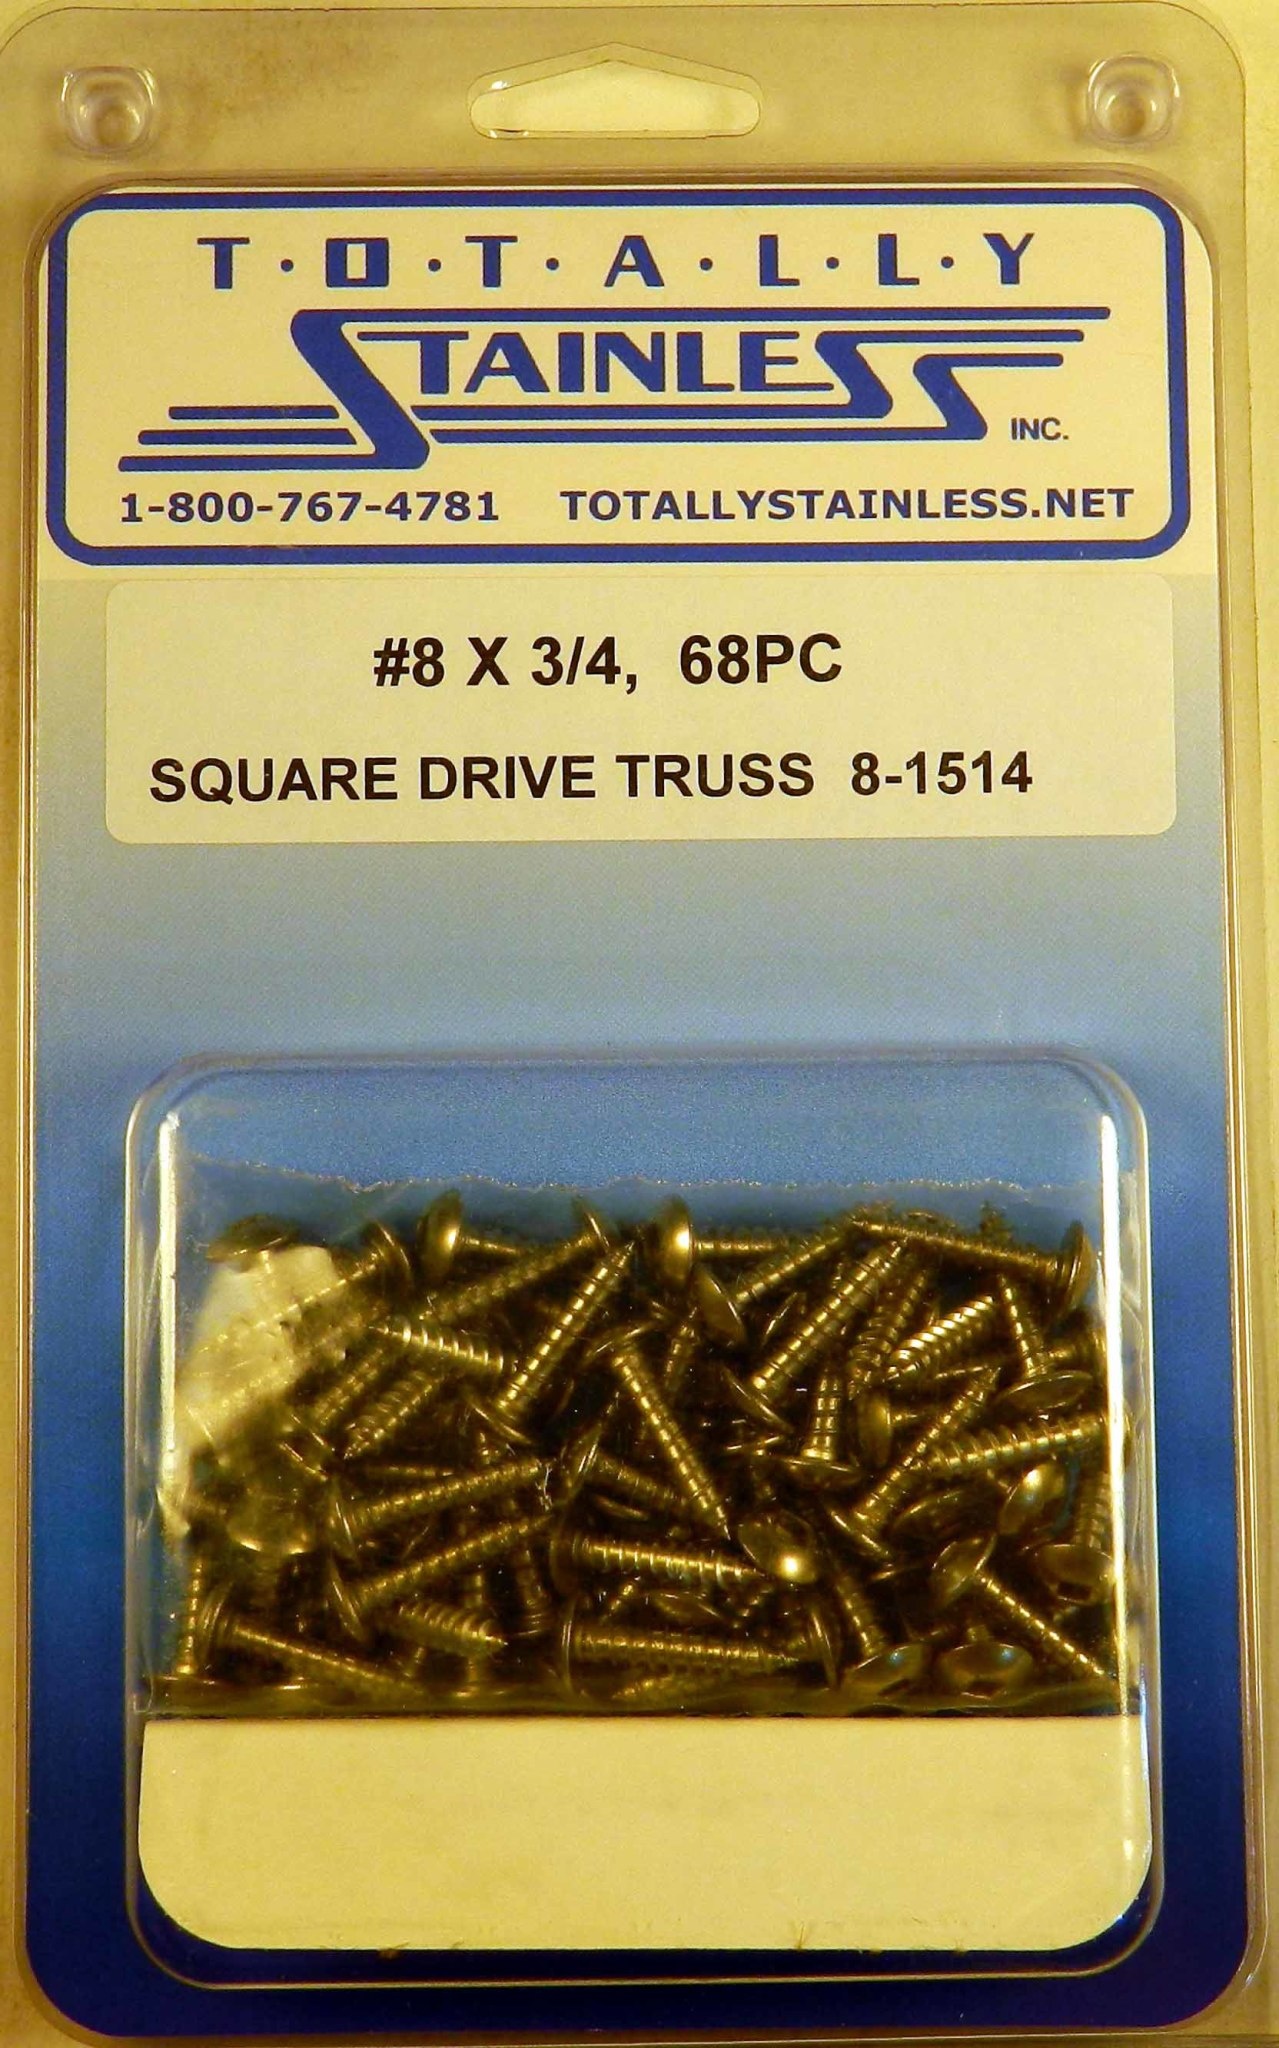 T·O·T·A·L·L·Y
STAINLESS
INC.
1-800-767-4781 TOTALLYSTAINLESS.NET
#8 X 3/4, 68PC
SQUARE DRIVE TRUSS 8-1514